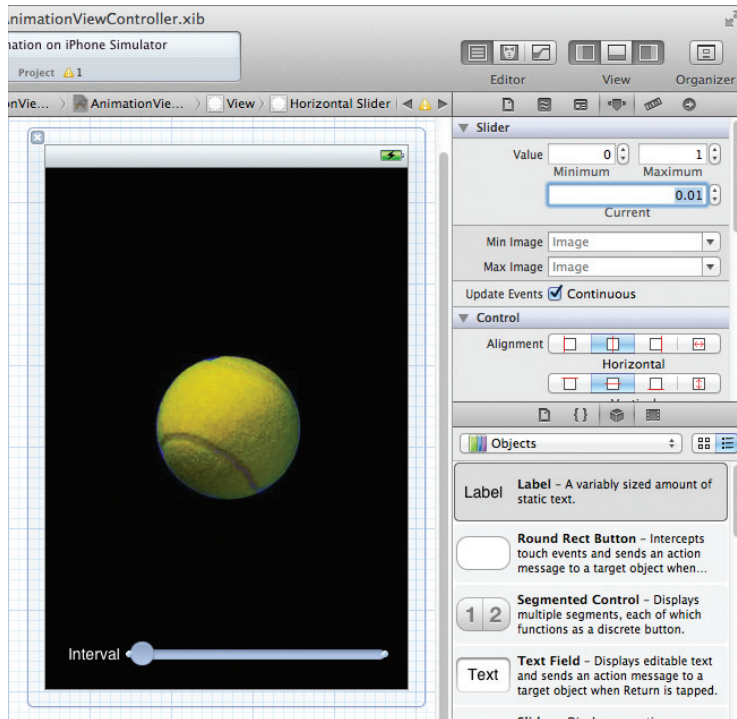 AnimationViewController.xib
mation on iPhone Simulator
Project 1
Editor View Organizer
onVie... AnimationVie... View Horizontal Slider
Slider
Value 0 1
Minimum Maximum
0.01
Current
Min Image Image
Max Image Image
Update Events Continuous
Control
Alignment
Horizontal
{ }
Objects
Label Label – A variably sized amount of
static text.
Round Rect Button – Intercepts
touch events and sends an action
message to a target object when...
1 2 Segmented Control – Displays
multiple segments, each of which
functions as a discrete button.
Text Text Field – Displays editable text
and sends an action message to a
target object when Return is tapped.
Interval